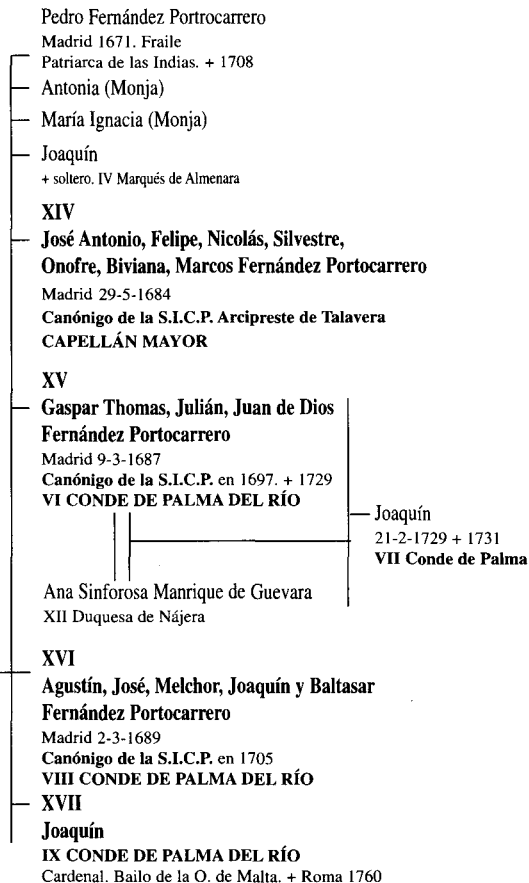 Pedro Fernández Portrocarrero
Madrid 1671. Fraile
Patriarca de las Indias. + 1708
Antonia (Monja)
María Ignacia (Monja)
Joaquín
+ soltero. IV Marqués de Almenara
XIV
José Antonio, Felipe, Nicolás, Silvestre,
Onofre, Biviana, Marcos Fernández Portocarrero
Madrid 29-5-1684
Canónigo de la S.I.C.P. Arcipreste de Talavera
CAPELLÁN MAYOR
XV
Gaspar Thomas, Julián, Juan de Dios
Fernández Portocarrero
Madrid 9-3-1687
Canónigo de la S.I.C.P. en 1697. + 1729
VI CONDE DE PALMA DEL RÍO
Joaquín
21-2-1729 + 1731
VII Conde de Palma
Ana Sinforosa Manrique de Guevara
XII Duquesa de Nájera
XVI
Agustín, José, Melchor, Joaquín y Baltasar
Fernández Portocarrero
Madrid 2-3-1689
Canónigo de la S.I.C.P. en 1705
VIII CONDE DE PALMA DEL RÍO
XVII
Joaquín
IX CONDE DE PALMA DEL RÍO
Cardenal. Bailo de la O. de Malta. + Roma 1760